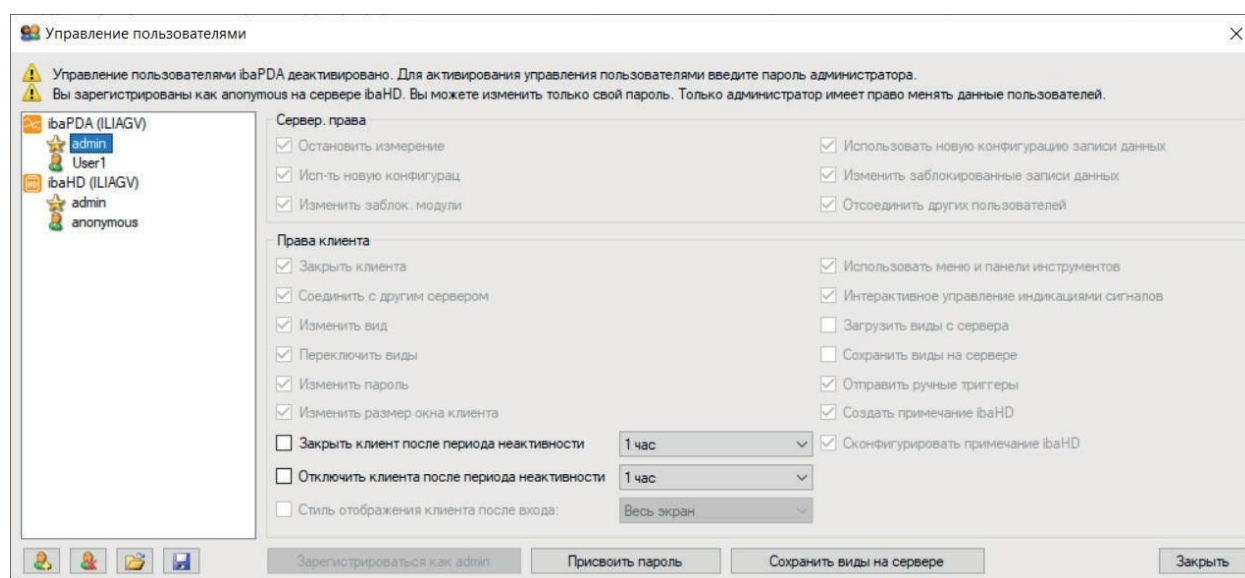 Управление пользователями
Управление пользователями ibaPDA деактивировано. Для активирования управления пользователями введите пароль администратора.
Вы зарегистрированы как anonymous на сервере ibaHD. Вы можете изменить только свой пароль. Только администратор имеет право менять данные пользователей.
ibaPDA (ILIAGV)
admin
User1
ibaHD (ILIAGV)
admin
anonymous
Сервер. права
Остановить измерение
Использовать новую конфигурацию записи данных
Исп-ть новую конфигурац
Изменить заблокированные записи данных
Изменить заблок. модули
Отсоединить других пользователей
Права клиента
Закрыть клиента
Использовать меню и панели инструментов
Соединить с другим сервером
Интерактивное управление индикациями сигналов
Изменить вид
Загрузить виды с сервера
Переключить виды
Сохранить виды на сервере
Изменить пароль
Отправить ручные триггеры
Изменить размер окна клиента
Создать примечание ibaHD
Закрыть клиент после периода неактивности 1 час
Сконфигурировать примечание ibaHD
Отключить клиента после периода неактивности 1 час
Стиль отображения клиента после входа: Весь экран
Зарегистрироваться как admin
Присвоить пароль
Сохранить виды на сервере
Закрыть